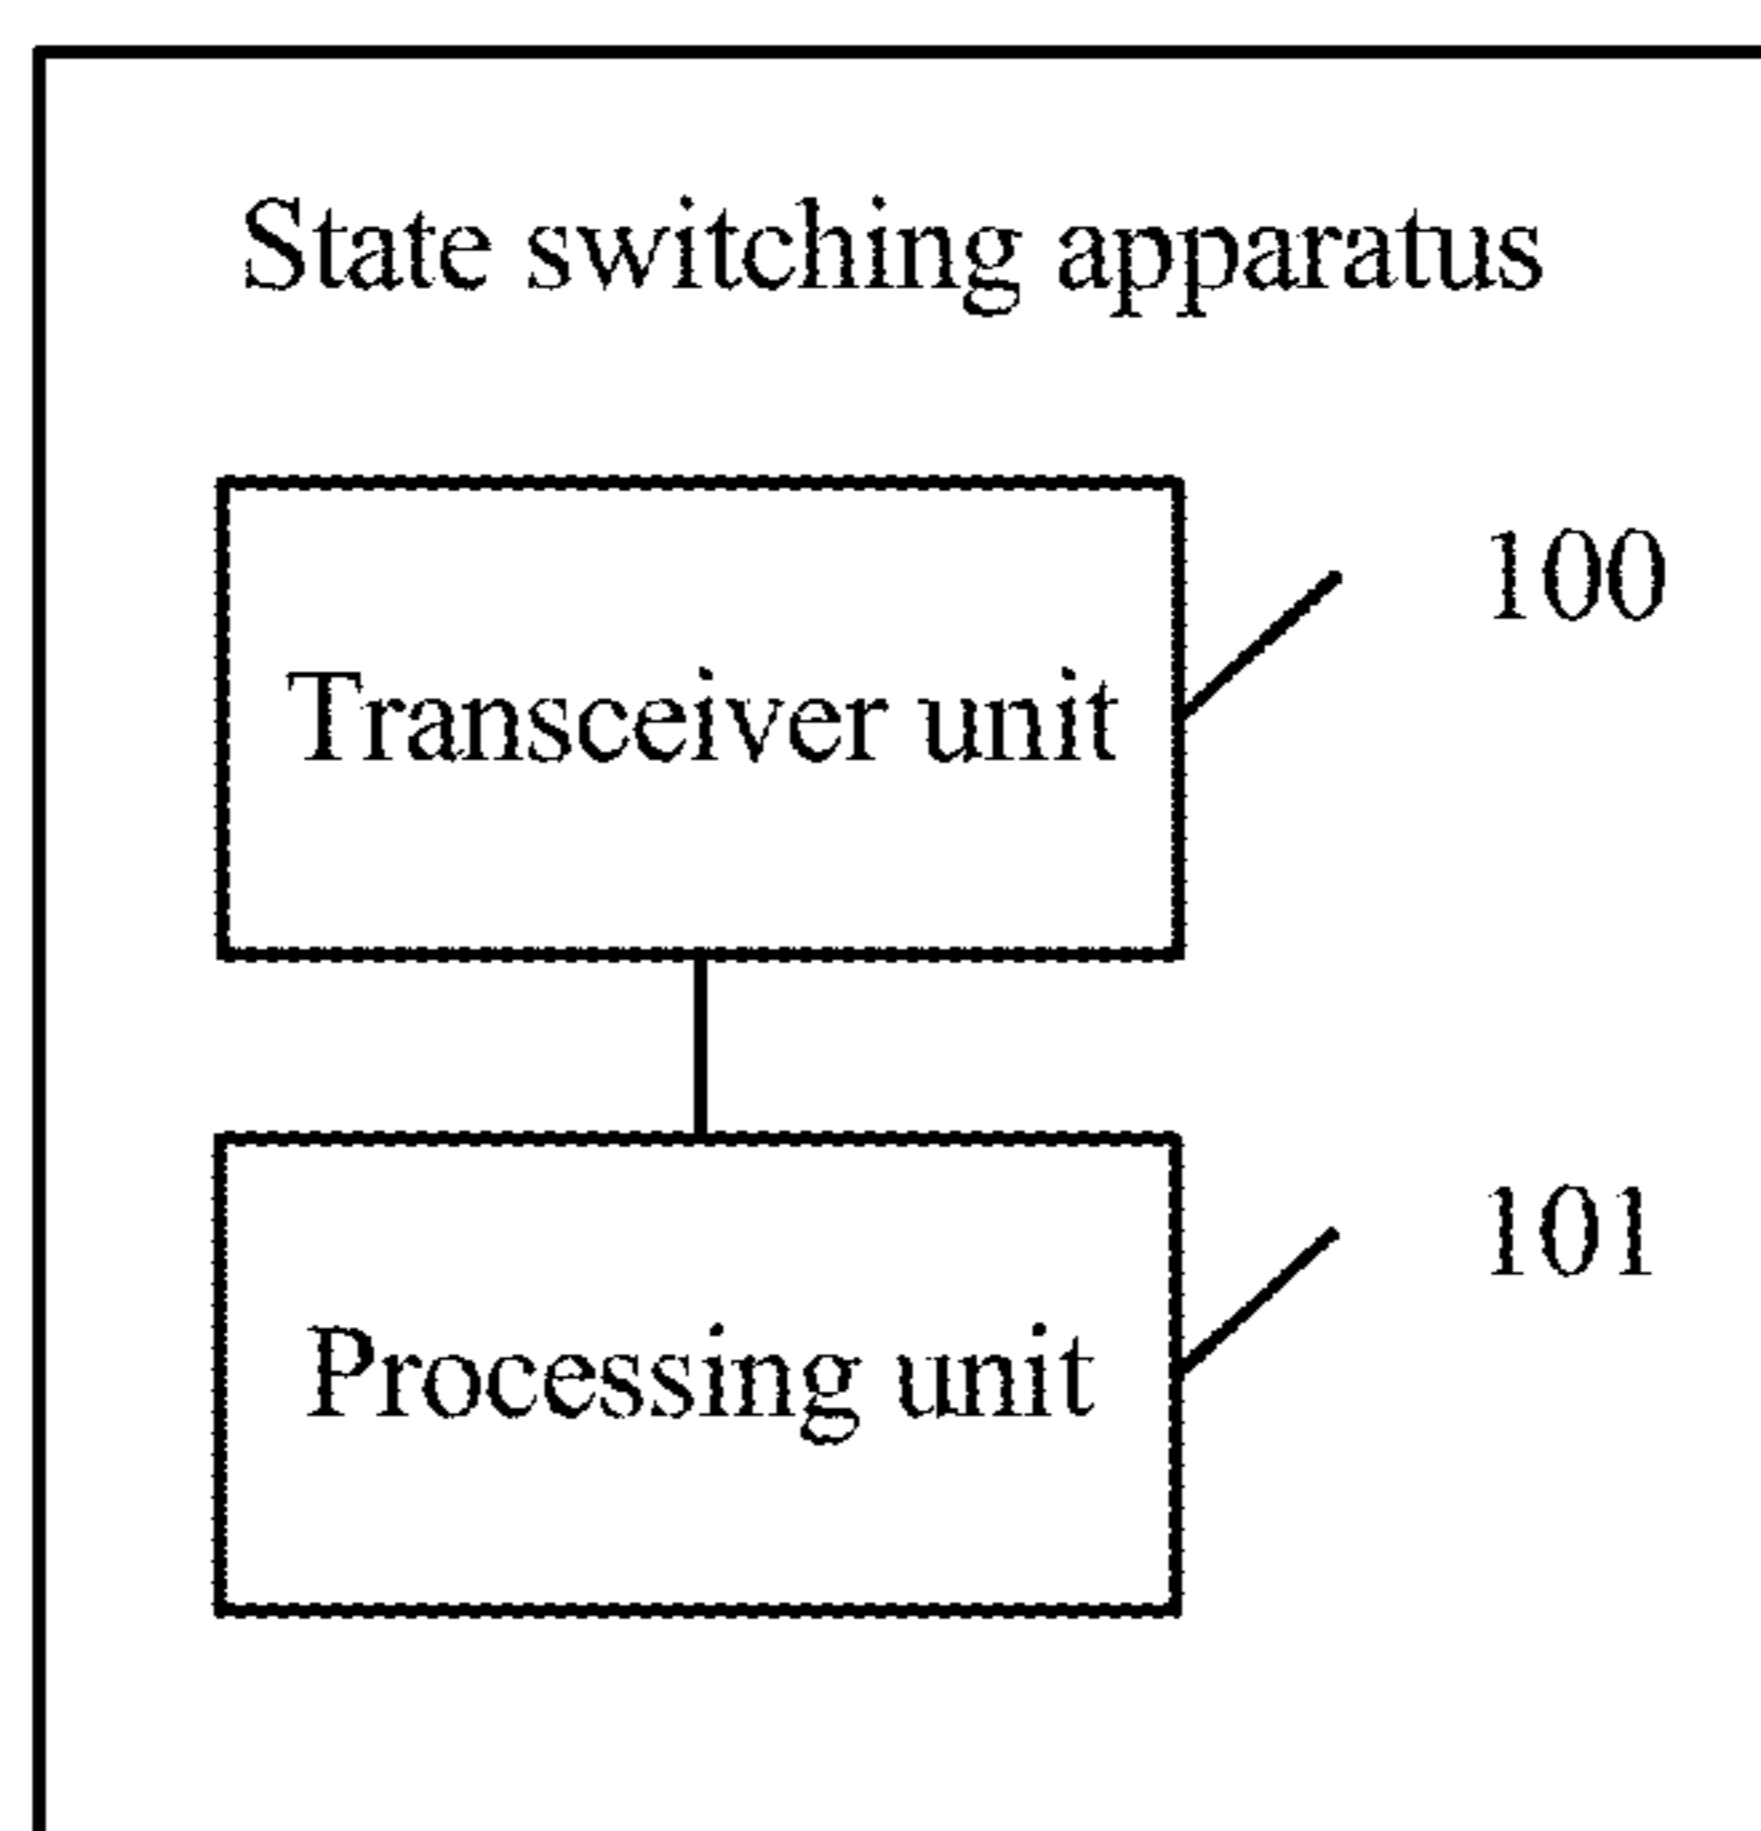 State switching apparatus
100
Transceiver unit
101
Processing unit